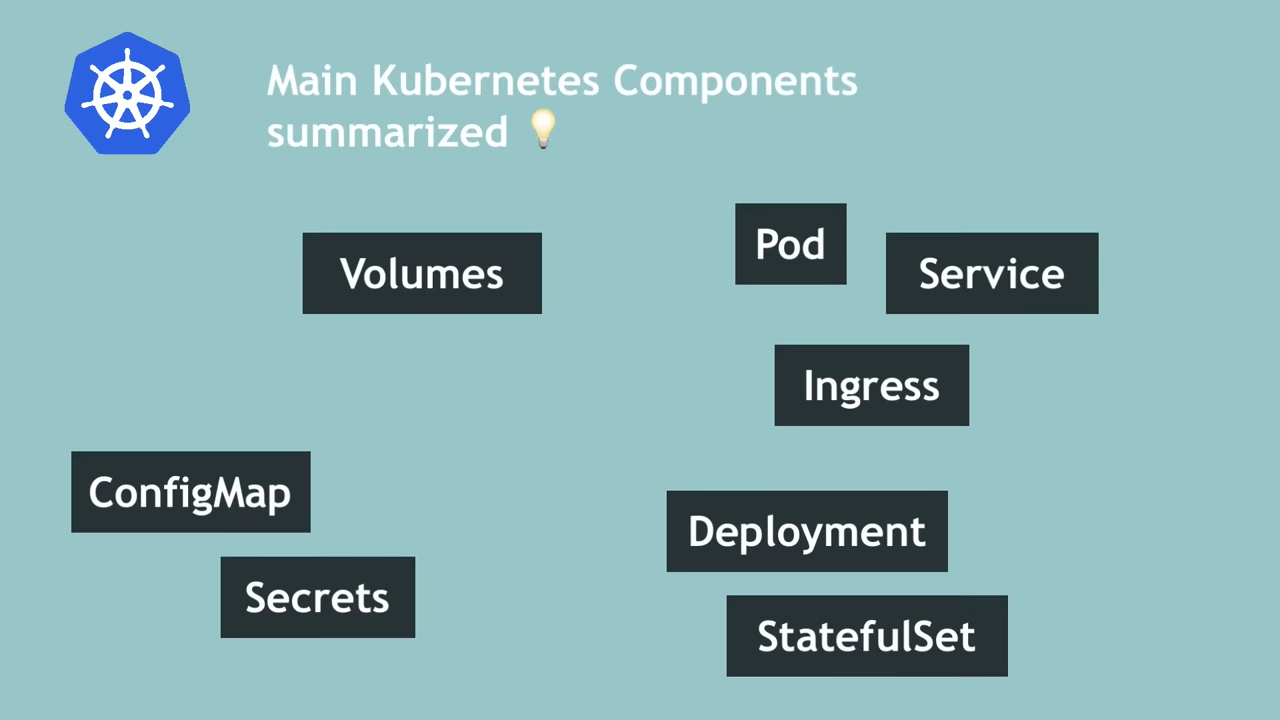 Main Kubernetes Components
summarized 💡
Volumes
Pod
Service
Ingress
ConfigMap
Deployment
Secrets
StatefulSet